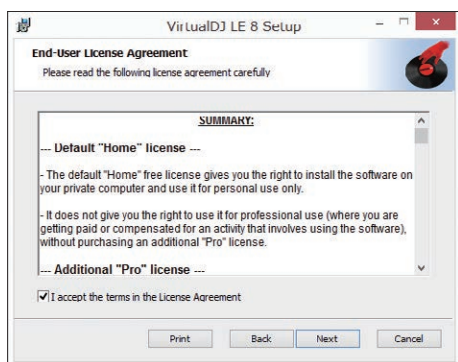 VirtualDJ LE 8 Setup
End-User License Agreement
Please read the following license agreement carefully
SUMMARY:
--- Default "Home" license ---
- The default "Home" free license gives you the right to install the software on
your private computer and use it for personal use only.
- It does not give you the right to use it for professional use (where you are
getting paid or compensated for an activity that involves using the software),
without purchasing an additional "Pro" license.
--- Additional "Pro" license ---
I accept the terms in the License Agreement
Print Back Next Cancel